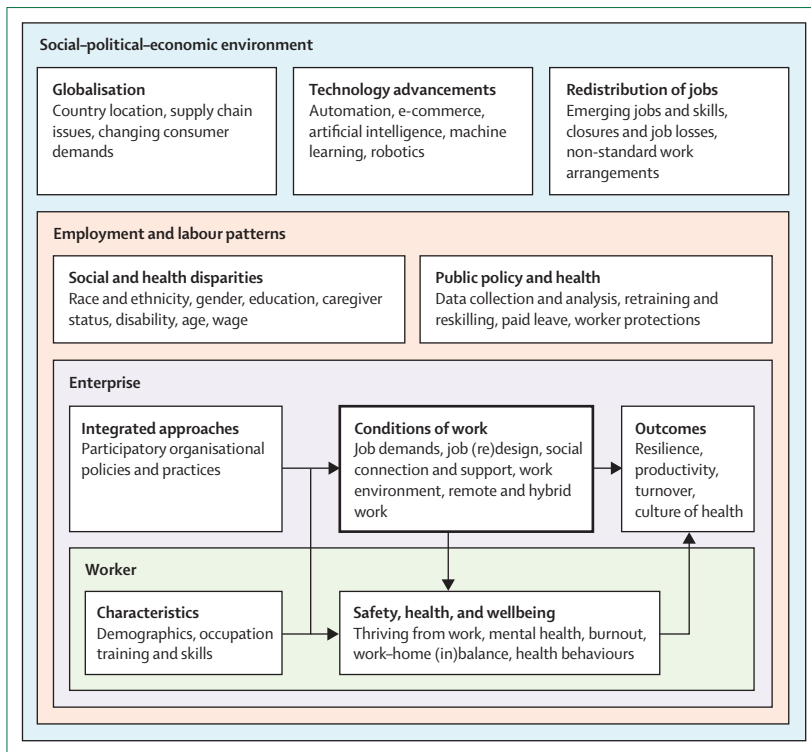 Social–political–economic environment
Globalisation
Country location, supply chain
issues, changing consumer
demands
Technology advancements
Automation, e-commerce,
artificial intelligence, machine
learning, robotics
Redistribution of jobs
Emerging jobs and skills,
closures and job losses,
non-standard work
arrangements
Employment and labour patterns
Social and health disparities
Race and ethnicity, gender, education, caregiver
status, disability, age, wage
Public policy and health
Data collection and analysis, retraining and
reskilling, paid leave, worker protections
Enterprise
Integrated approaches
Participatory organisational
policies and practices
Conditions of work
Job demands, job (re)design, social
connection and support, work
environment, remote and hybrid
work
Outcomes
Resilience,
productivity,
turnover,
culture of health
Worker
Characteristics
Demographics, occupation
training and skills
Safety, health, and wellbeing
Thriving from work, mental health, burnout,
work–home (in)balance, health behaviours